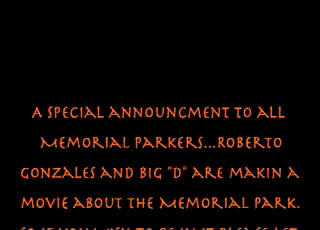 A special announcment to all
Memorial Parkers...Roberto
Gonzales and Big "D" are makin a
movie about the Memorial Park.